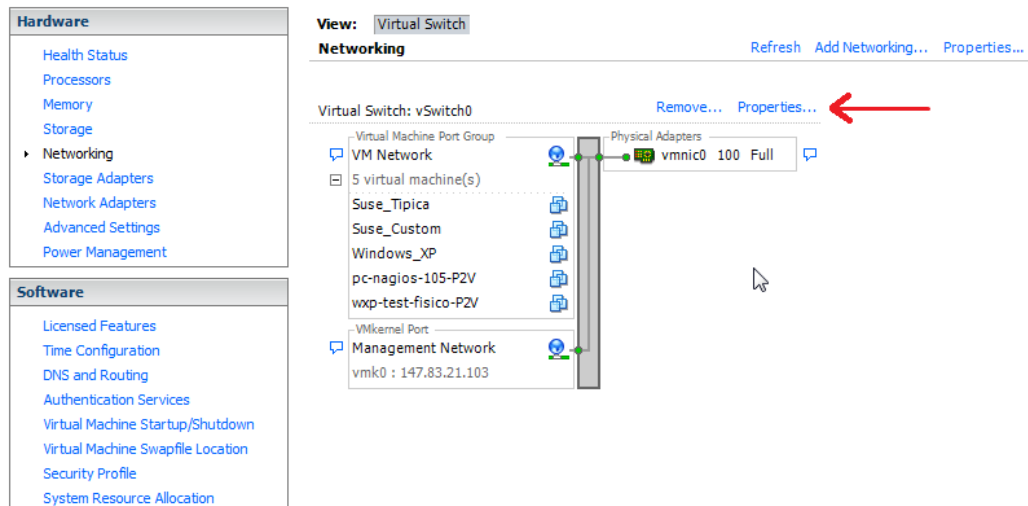 Hardware
Health Status
Processors
Memory
Storage
Networking
Storage Adapters
Network Adapters
Advanced Settings
Power Management
Software
Licensed Features
Time Configuration
DNS and Routing
Authentication Services
Virtual Machine Startup/Shutdown
Virtual Machine Swapfile Location
Security Profile
System Resource Allocation
View: Virtual Switch
Networking Refresh Add Networking... Properties...
Virtual Switch: vSwitch0 Remove... Properties...
Virtual Machine Port Group Physical Adapters
VM Network vmnic0 100 Full
5 virtual machine(s)
Suse_Tipica
Suse_Custom
Windows_XP
pc-nagios-105-P2V
wxp-test-fisico-P2V
VMkernel Port
Management Network
vmk0 : 147.83.21.103